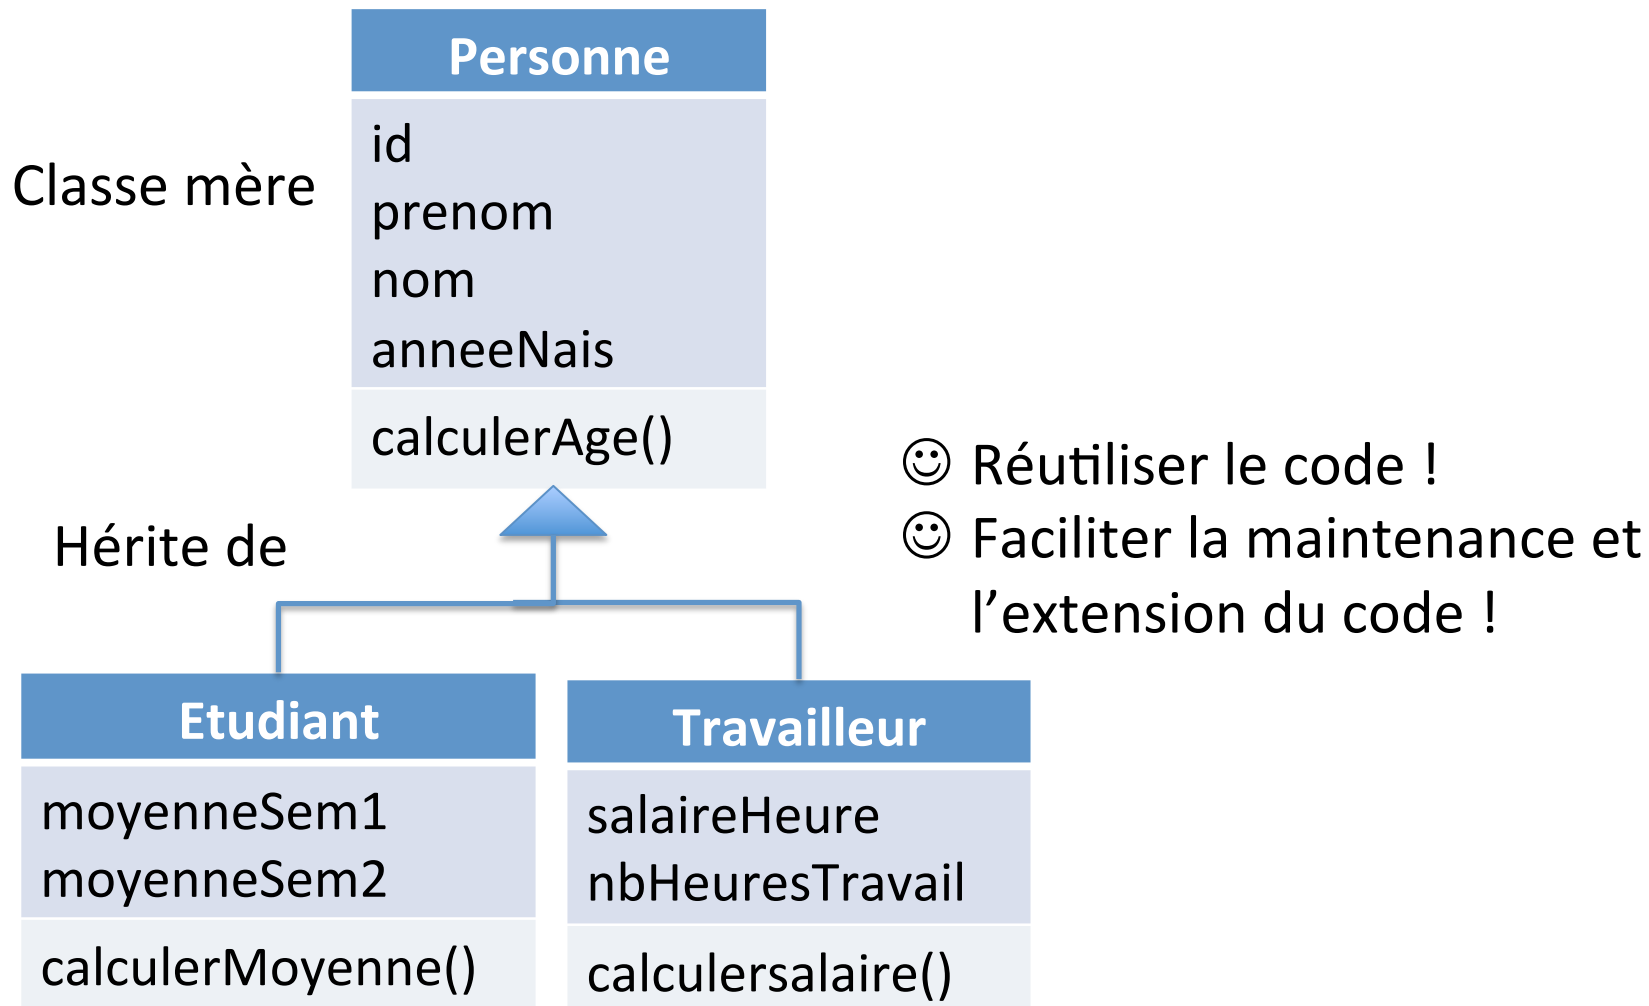 Personne
Classe mère
id
prenom
nom
anneeNais
calculerAge()
Hérite de
Réutiliser le code !
Faciliter la maintenance et
l’extension du code !
Etudiant
moyenneSem1
moyenneSem2
calculerMoyenne()
Travailleur
salaireHeure
nbHeuresTravail
calculersalaire()